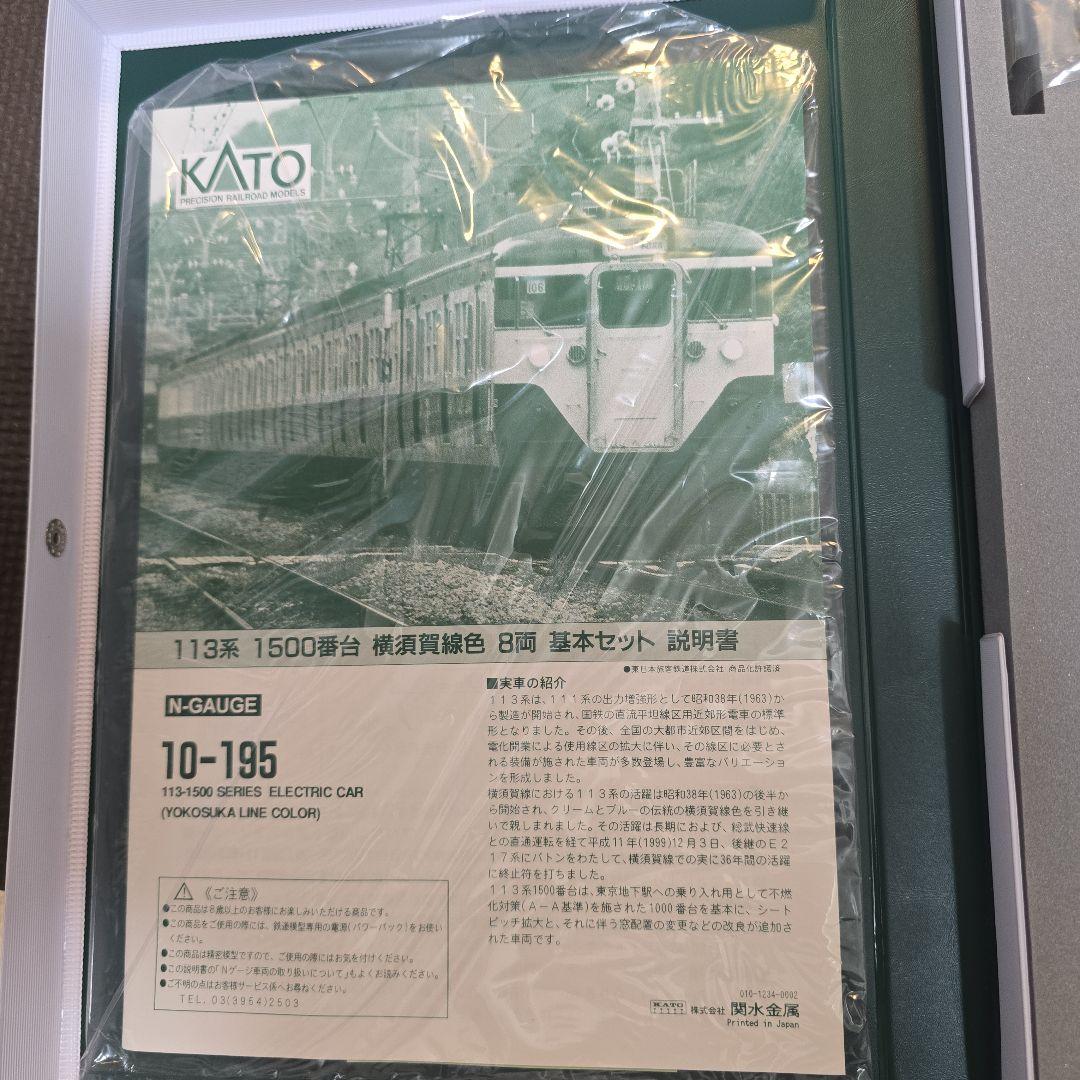 KATO
PRECISION RAILROAD MODELS
106
113系 1500番台 横須賀線色 8両 基本セット 説明書
●東日本旅客鉄道株式会社 商品化許諾済
N-GAUGE
10-195
113-1500 SERIES ELECTRIC CAR
(YOKOSUKA LINE COLOR)
実車の紹介
113系は、111系の出力増強形として昭和38年(1963)か
ら製造が開始され、国鉄の直流平坦線区用近郊形電車の標準
形となりました。その後、全国の大都市近郊区間をはじめ、
電化開業による使用線区の拡大に伴い、その線区に必要とさ
れる装備が施された車両が多数登場し、豊富なバリエーショ
ンを形成しました。
横須賀線における113系の活躍は昭和38年(1963)の後半か
ら開始され、クリームとブルーの伝統の横須賀線色を引き継
いで親しまれました。その活躍は長期におよび、総武快速線
との直通運転を経て平成11年(1999)12月3日、後継のE2
17系にバトンをわたして、横須賀線での実に36年間の活躍
に終止符を打ちました。
113系1500番台は、東京地下駅への乗り入れ用として不燃
化対策(A-A基準)を施された1000番台を基本に、シート
ピッチ拡大と、それに伴う窓配置の変更などの改良が追加さ
れた車両です。
《ご注意》
●この商品は8歳以上のお客様にお楽しみいただける商品です。
●この商品をご使用の際には、鉄道模型専用の電源(パワーパック)をお使い
ください。
●この商品は精密模型ですので、ご使用の際にはお気を付けください。
●この説明書の「Nゲージ車両の取り扱いについて」もよくお読みください。
●ご不明の点はお客様サービス係へお尋ねください。
TEL.03(3954)2503
010-1234-0002
KATO 株式会社 関水金属
Printed in Japan